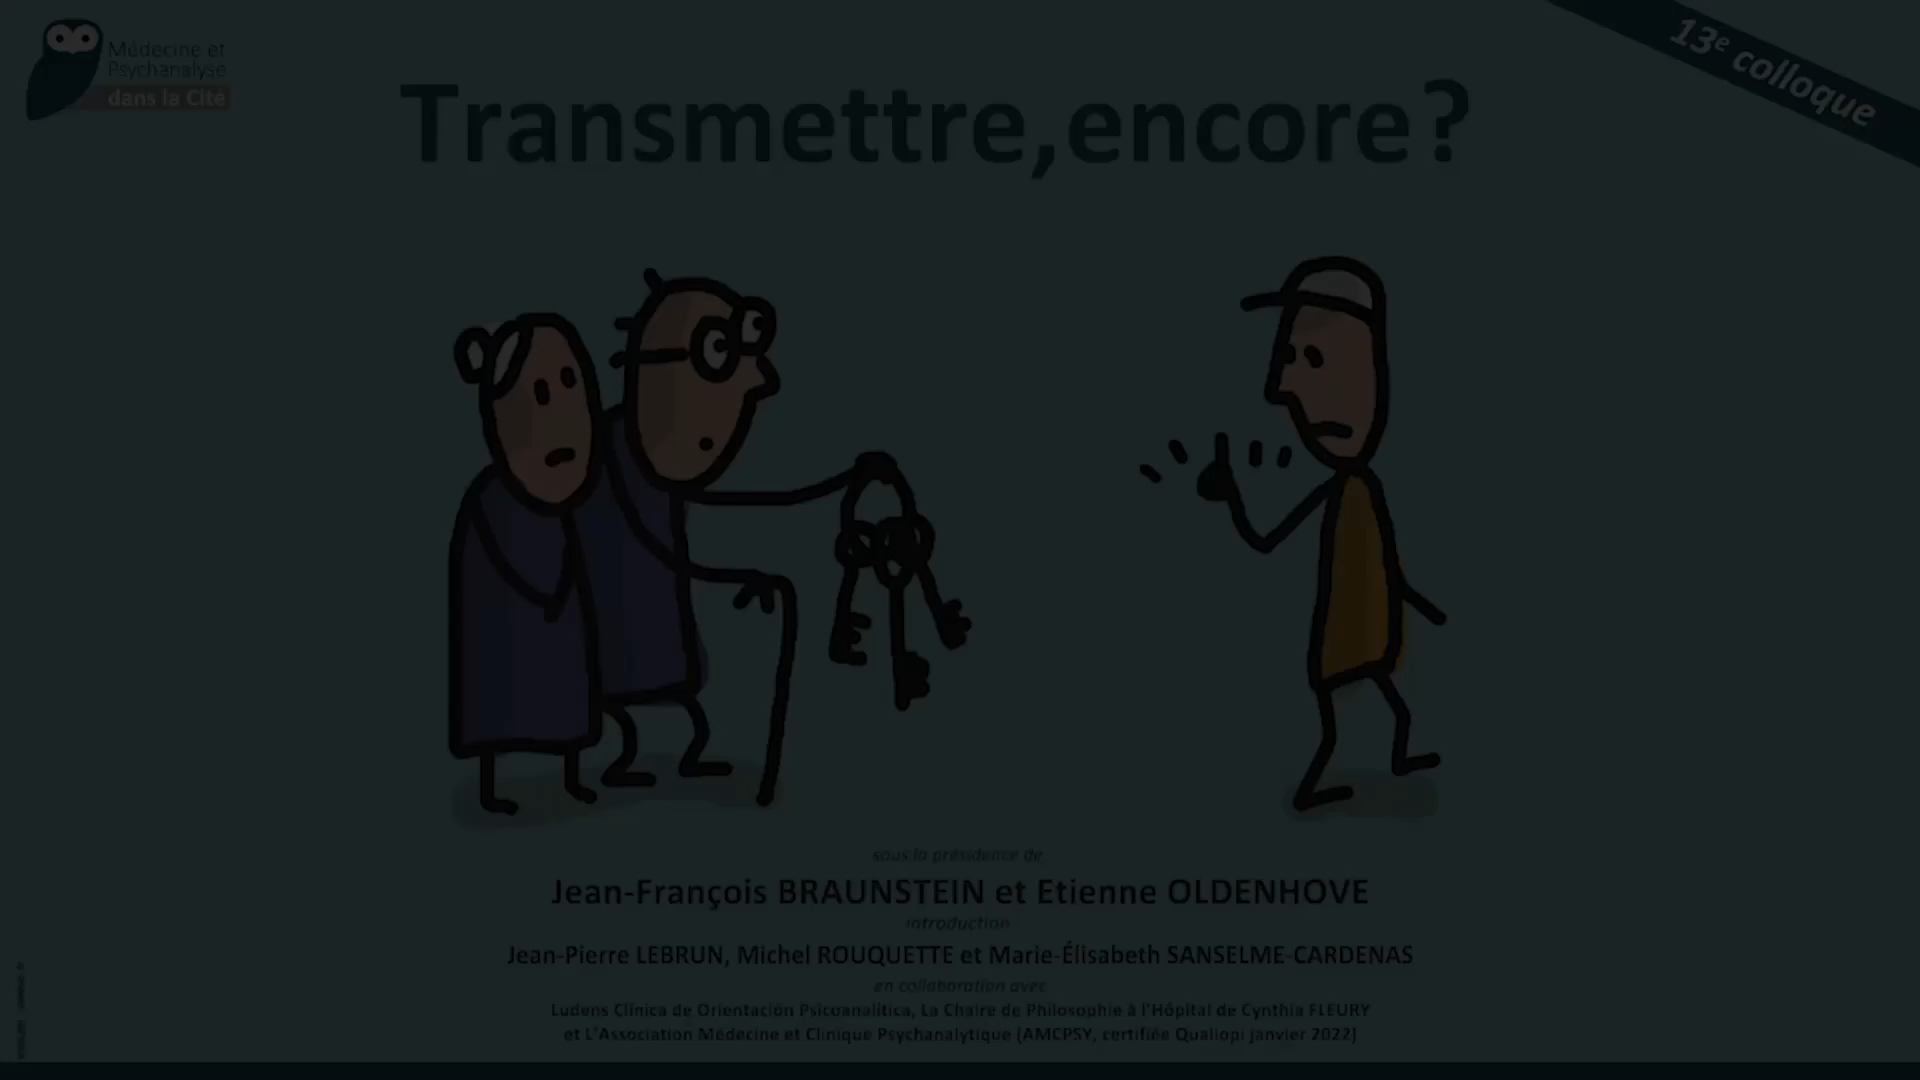 Médecine et
Psychanalyse
dans la Cité
13e colloque
Transmettre,encore?
sous la présidence de
Jean-François BRAUNSTEIN et Etienne OLDENHOVE
introduction
Jean-Pierre LEBRUN, Michel ROUQUETTE et Marie-Élisabeth SANSELME-CARDENAS
en collaboration avec
Ludens Clínica de Orientación Psicoanalítica, La Chaire de Philosophie à l'Hôpital de Cynthia FLEURY
et L'Association Médecine et Clinique Psychanalytique (AMCPSY, certifiée Qualiopi janvier 2022)